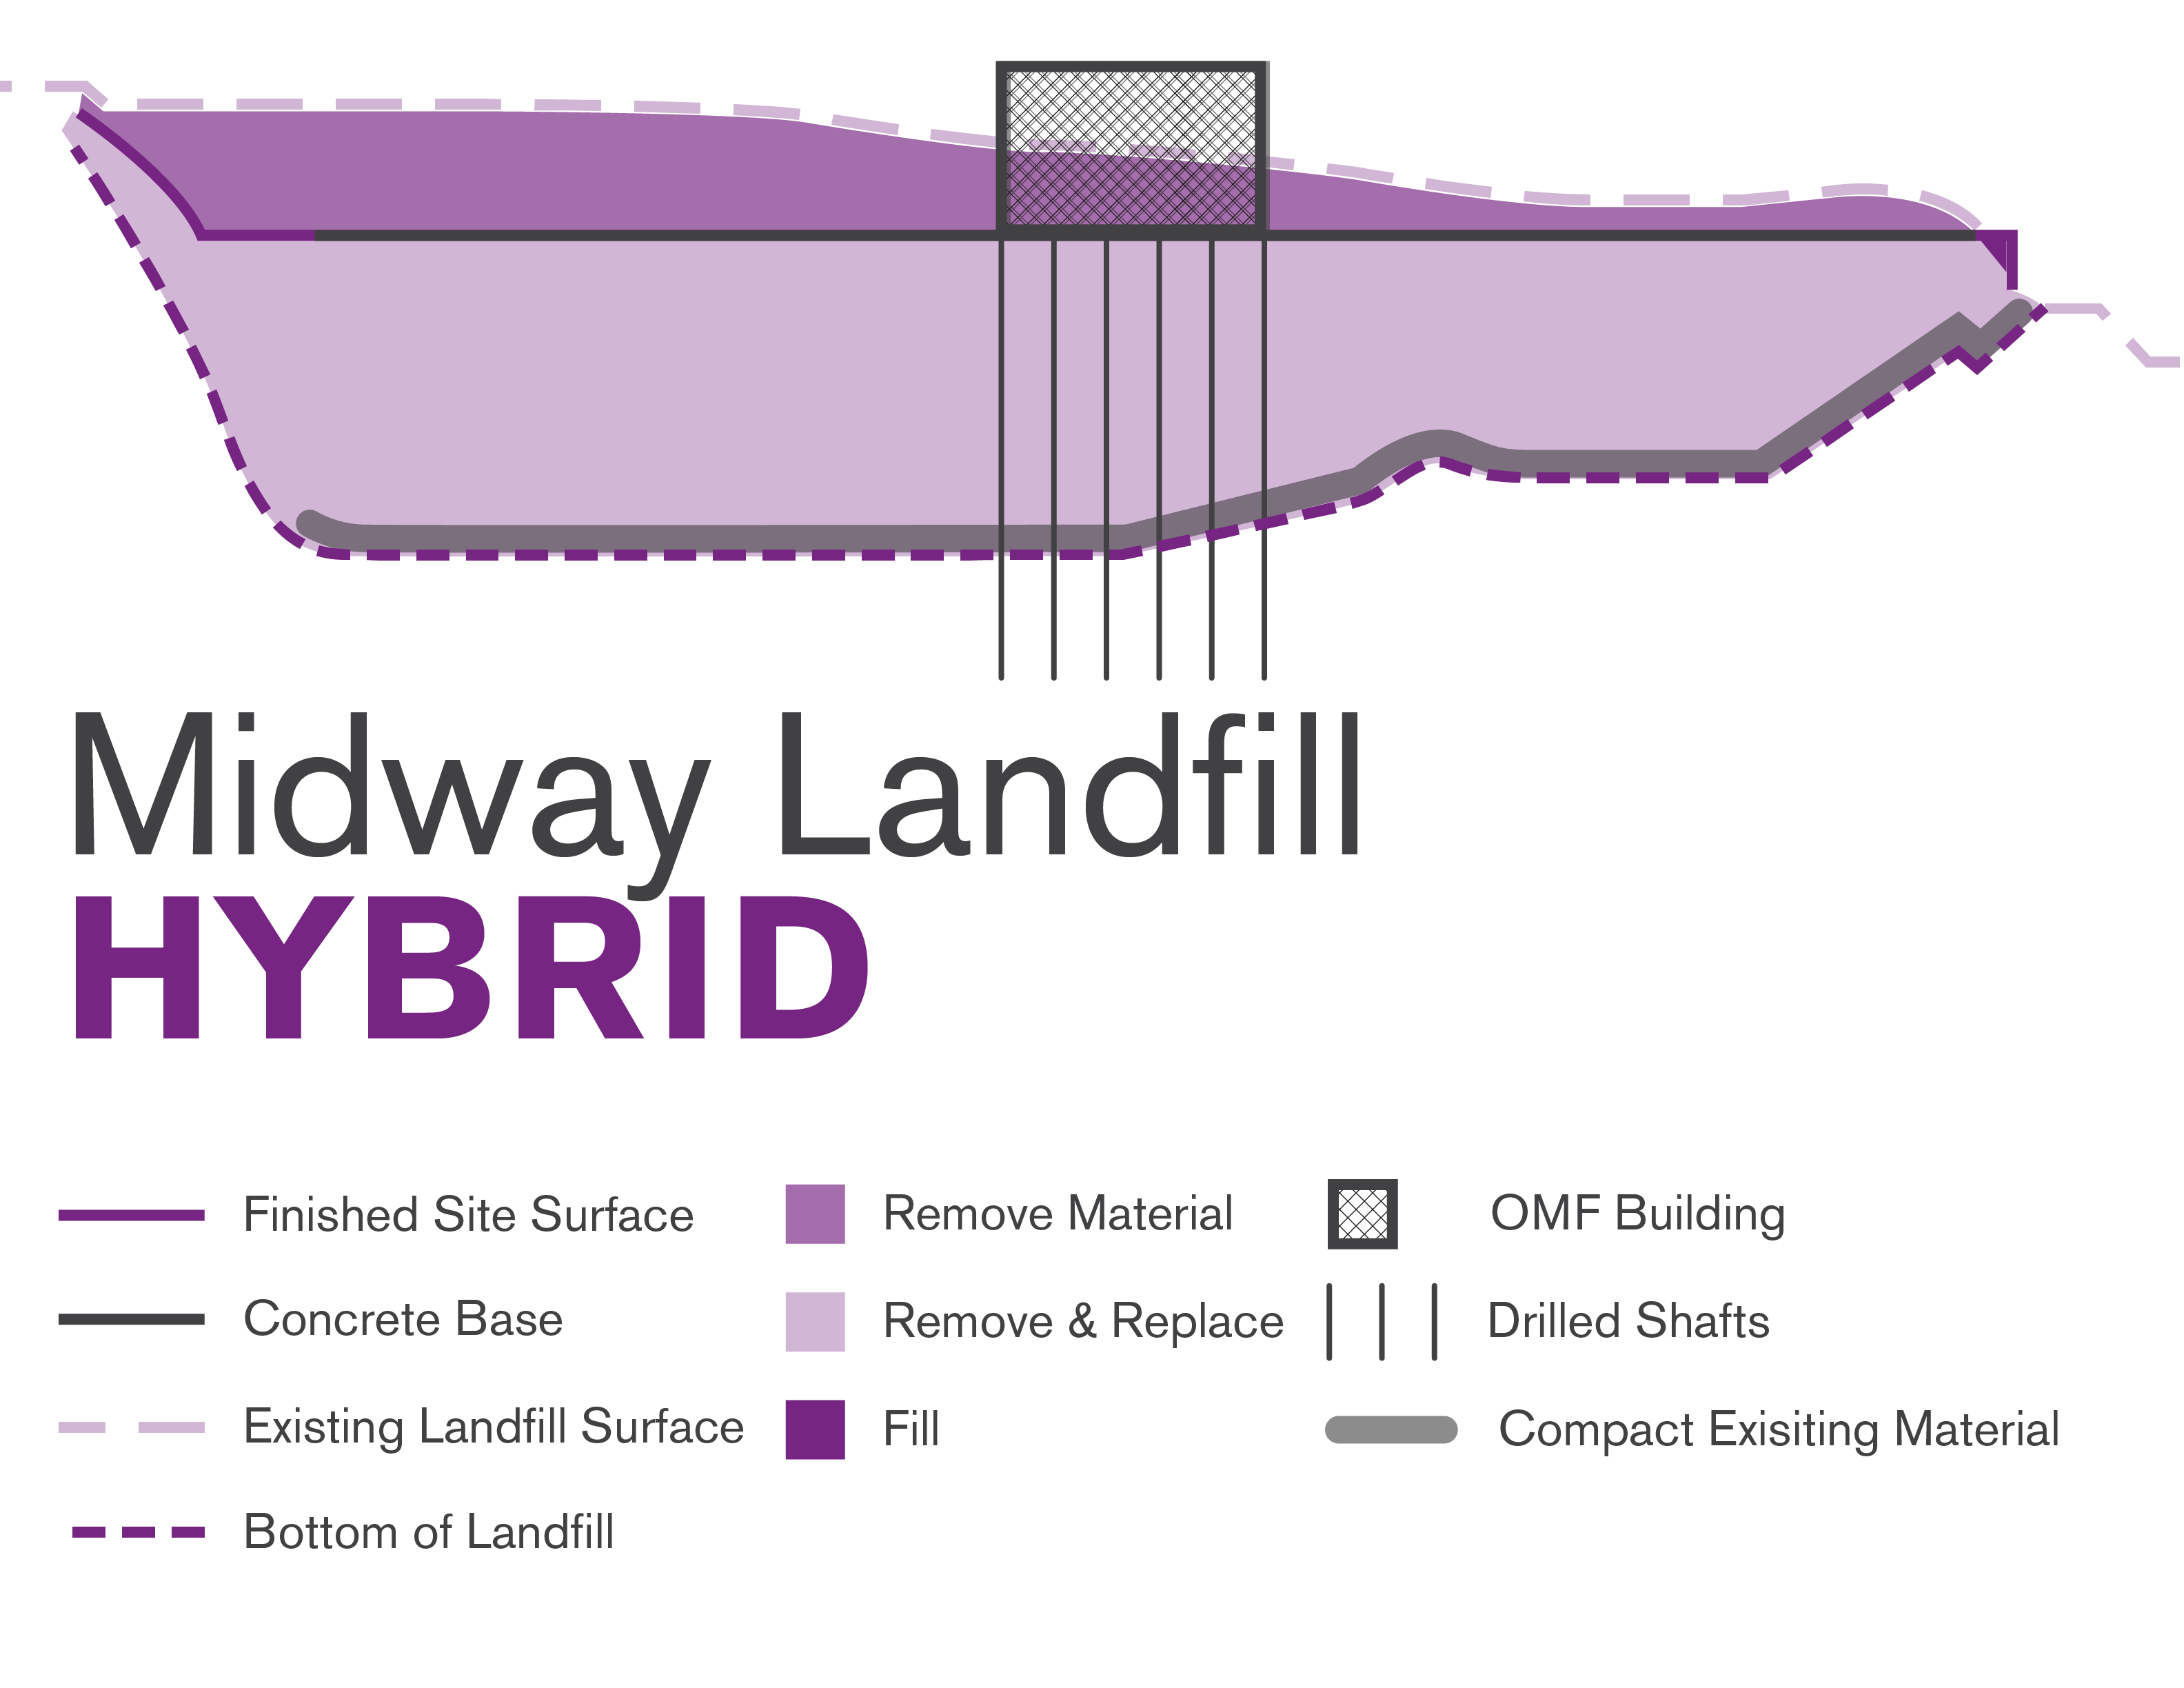 Midway Landfill
HYBRID
Finished Site Surface
Concrete Base
Existing Landfill Surface
Bottom of Landfill
Remove Material
Remove & Replace
Fill
OMF Building
Drilled Shafts
Compact Exisiting Material